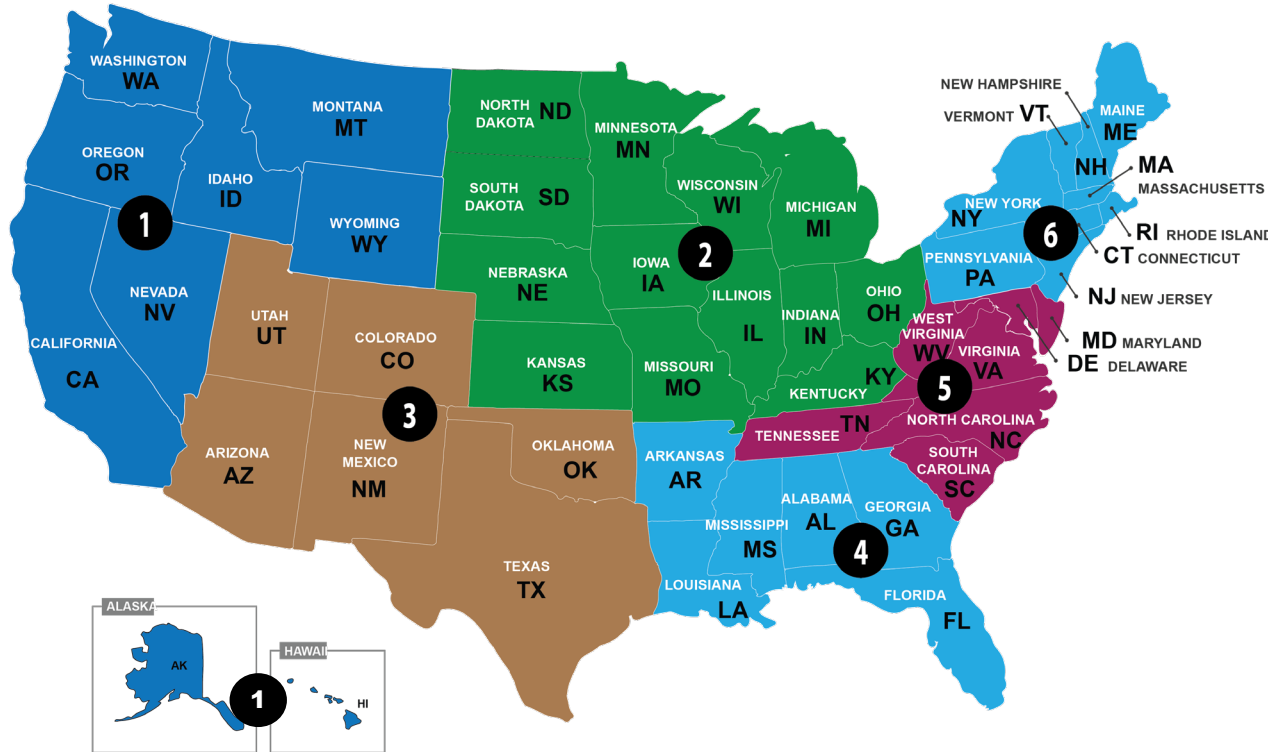 WASHINGTON
WA
MONTANA
MT
OREGON
OR
IDAHO
ID
WYOMING
WY
1
NEVADA
NV
CALIFORNIA
CA
NORTH
DAKOTA ND
MINNESOTA
MN
SOUTH
DAKOTA SD
WISCONSIN
WI
MICHIGAN
MI
2
NEBRASKA
NE
IOWA
IA
ILLINOIS
IL
INDIANA
IN
OHIO
OH
KANSAS
KS
MISSOURI
MO
KY
KENTUCKY
UTAH
UT
COLORADO
CO
3
ARIZONA
AZ
NEW
MEXICO
NM
OKLAHOMA
OK
TEXAS
TX
ARKANSAS
AR
MISSISSIPPI
MS
ALABAMA
AL
GEORGIA
GA
4
LOUISIANA
LA
FLORIDA
FL
WEST
VIRGINIA
WV
VIRGINIA
VA
5
TENNESSEE TN
NORTH CAROLINA
NC
SOUTH
CAROLINA
SC
NEW HAMPSHIRE
VERMONT VT
MAINE
ME
NH
MA
MASSACHUSETTS
NEW YORK
NY
6
RI RHODE ISLAND
CT CONNECTICUT
PENNSYLVANIA
PA
NJ NEW JERSEY
MD MARYLAND
DE DELAWARE
ALASKA
AK
1
HAWAII
HI